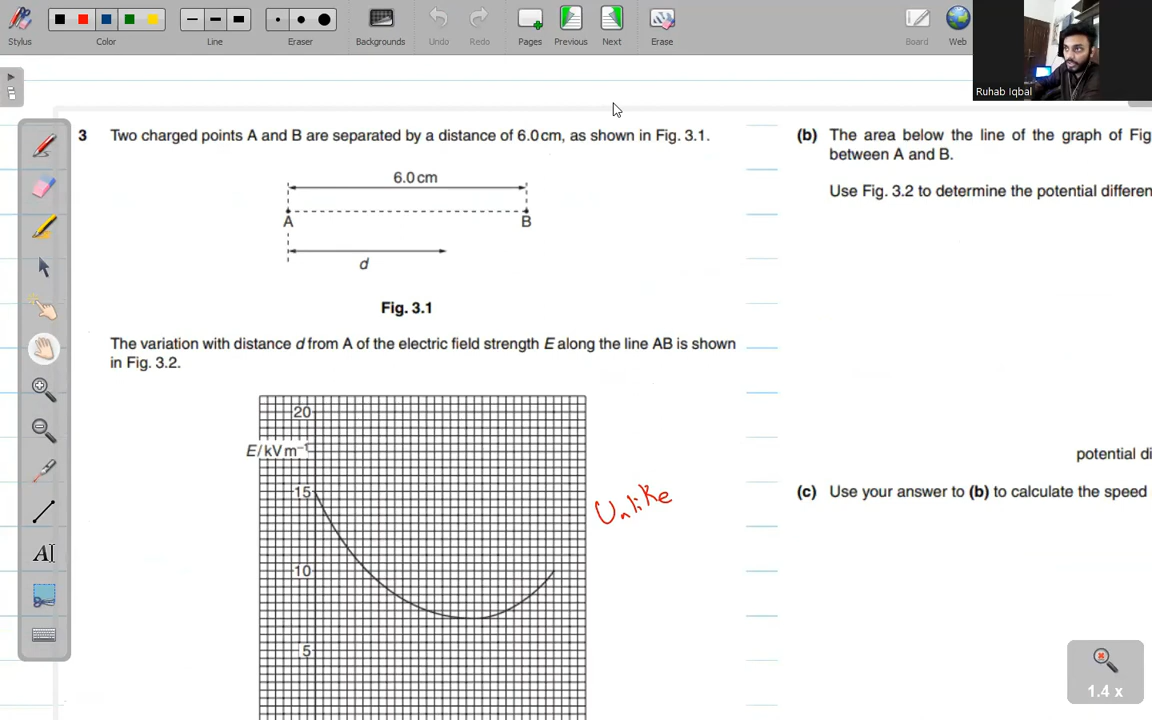 Stylus
Color
Line
Eraser
Backgrounds
Undo
Redo
Pages
Previous
Next
Erase
Board
Web
Ruhab Iqbal
3 Two charged points A and B are separated by a distance of 6.0 cm, as shown in Fig. 3.1.
6.0 cm
A B
d
Fig. 3.1
The variation with distance d from A of the electric field strength E along the line AB is shown
in Fig. 3.2.
20
E/kV m⁻¹
15
10
5
Unlike
(b) The area below the line of the graph of Fig
between A and B.
Use Fig. 3.2 to determine the potential differen
potential di
(c) Use your answer to (b) to calculate the speed
A
1.4 x